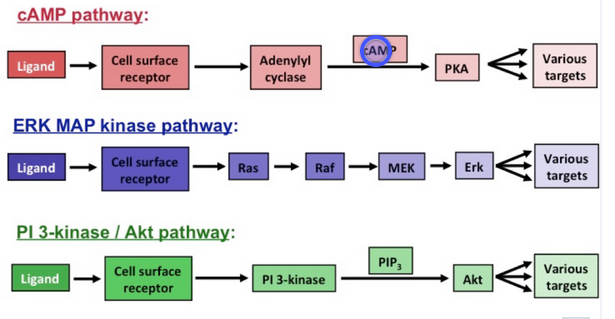 cAMP pathway:
Ligand
Cell surface
receptor
Adenylyl
cyclase
cAMP
PKA
Various
targets
ERK MAP kinase pathway:
Ligand
Cell surface
receptor
Ras
Raf
MEK
Erk
Various
targets
PI 3-kinase / Akt pathway:
Ligand
Cell surface
receptor
PI 3-kinase
PIP₃
Akt
Various
targets